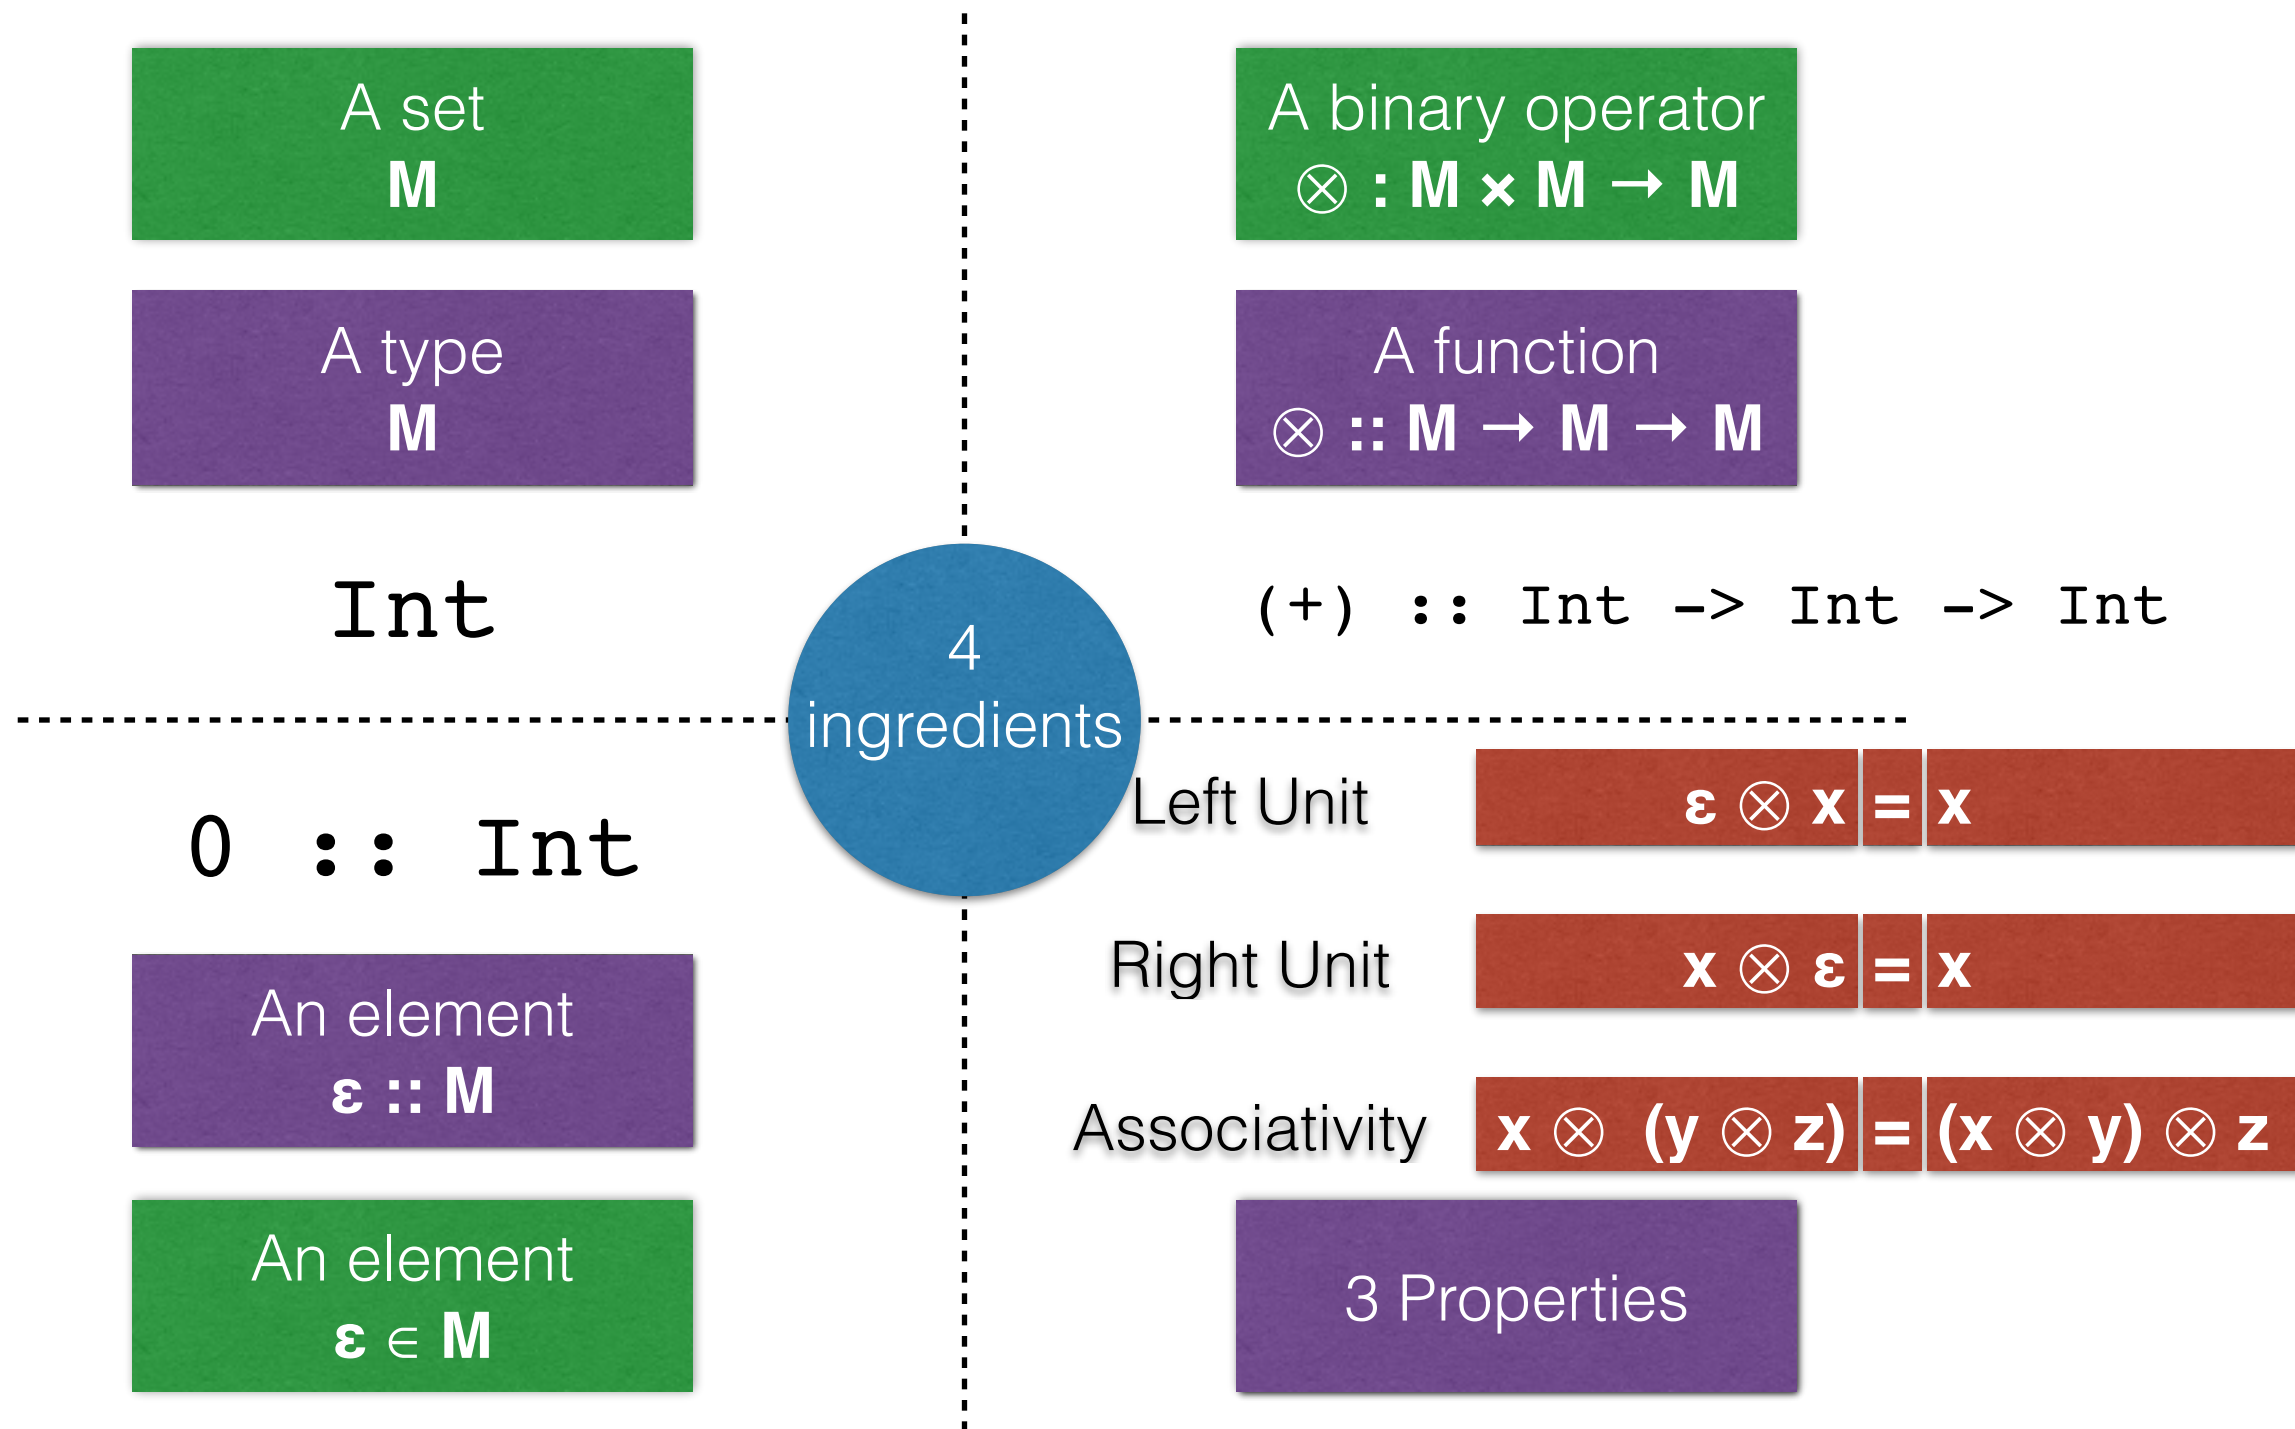 A set
M
A type
M
Int
A binary operator
⊗ : M × M → M
A function
⊗ :: M → M → M
(+) :: Int -> Int -> Int
4
ingredients
0 :: Int
An element
ε :: M
An element
ε ∈ M
Left Unit ε ⊗ x = x
Right Unit x ⊗ ε = x
Associativity x ⊗ (y ⊗ z) = (x ⊗ y) ⊗ z
3 Properties